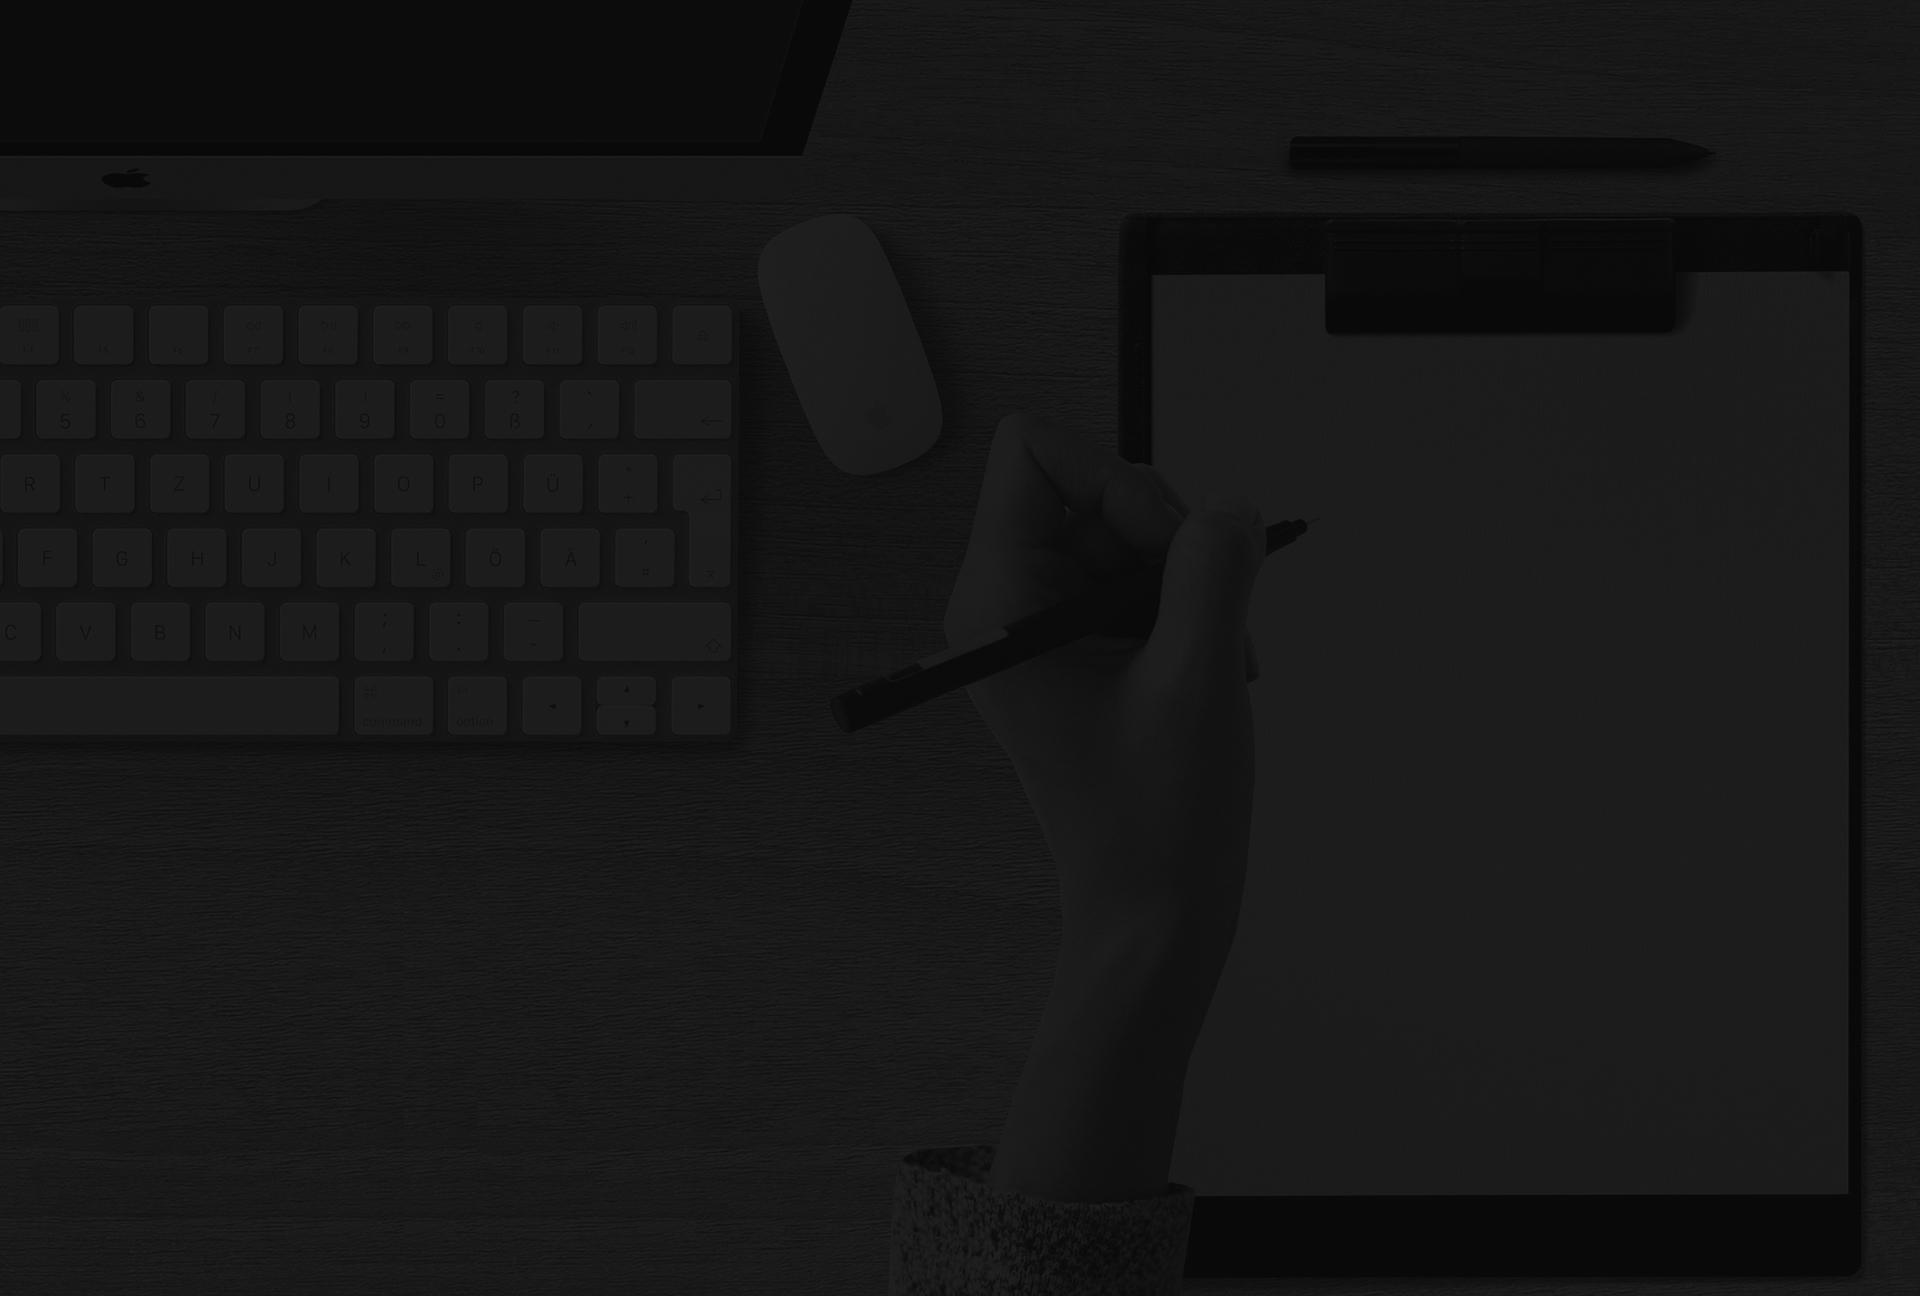 % & / ( ) = ? `
5 6 7 8 9 0 ß ´
R T Z U I O P Ü * +
F G H J K L @ Ö Ä ' #
C V B N M ; , : . _ -
command option